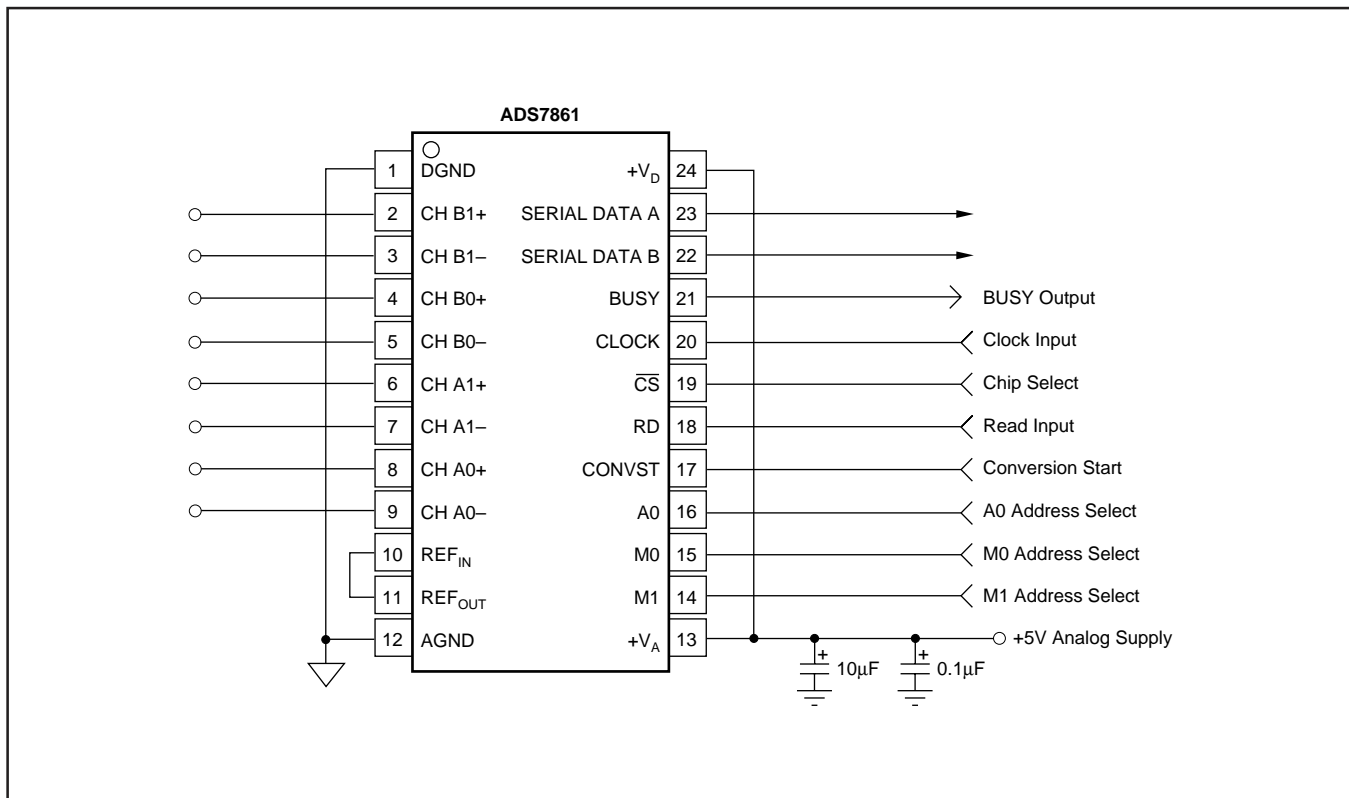 ADS7861
1 DGND +VD 24
2 CH B1+ SERIAL DATA A 23
3 CH B1– SERIAL DATA B 22
4 CH B0+ BUSY 21 BUSY Output
5 CH B0– CLOCK 20 Clock Input
6 CH A1+ CS 19 Chip Select
7 CH A1– RD 18 Read Input
8 CH A0+ CONVST 17 Conversion Start
9 CH A0– A0 16 A0 Address Select
10 REFIN M0 15 M0 Address Select
11 REFOUT M1 14 M1 Address Select
12 AGND +VA 13 +5V Analog Supply
+ 10µF + 0.1µF